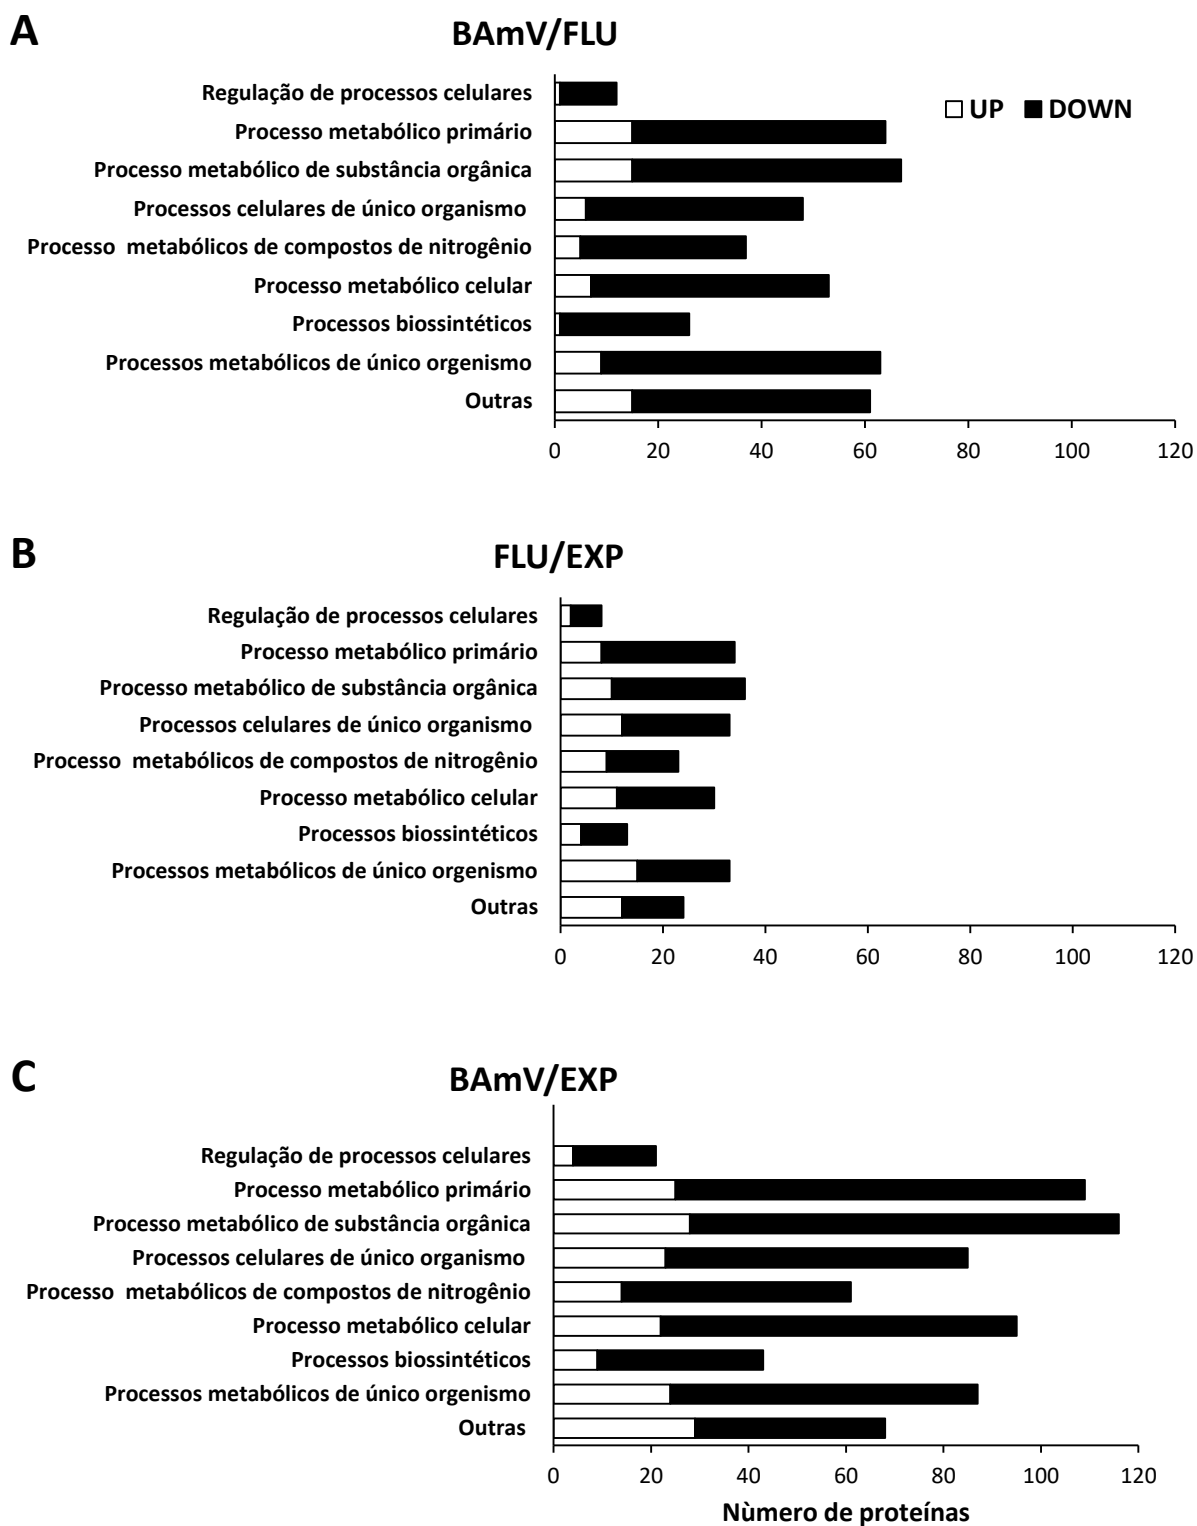 A
BAmV/FLU
UP DOWN
Regulação de processos celulares
Processo metabólico primário
Processo metabólico de substância orgânica
Processos celulares de único organismo
Processo  metabólicos de compostos de nitrogênio
Processo metabólico celular
Processos biossintéticos
Processos metabólicos de único orgenismo
Outras
0 20 40 60 80 100 120
B
FLU/EXP
Regulação de processos celulares
Processo metabólico primário
Processo metabólico de substância orgânica
Processos celulares de único organismo
Processo  metabólicos de compostos de nitrogênio
Processo metabólico celular
Processos biossintéticos
Processos metabólicos de único orgenismo
Outras
0 20 40 60 80 100 120
C
BAmV/EXP
Regulação de processos celulares
Processo metabólico primário
Processo metabólico de substância orgânica
Processos celulares de único organismo
Processo  metabólicos de compostos de nitrogênio
Processo metabólico celular
Processos biossintéticos
Processos metabólicos de único orgenismo
Outras
0 20 40 60 80 100 120
Nùmero de proteínas